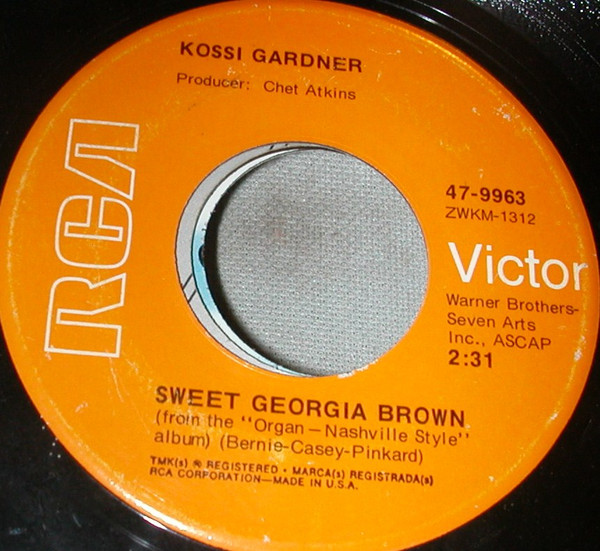 KOSSI GARDNER
Producer: Chet Atkins
RCA
47-9963
ZWKM-1312
Victor
Warner Brothers-
Seven Arts
Inc., ASCAP
2:31
SWEET GEORGIA BROWN
(from the "Organ—Nashville Style"
album) (Bernie-Casey-Pinkard)
TMK(s) ® REGISTERED • MARCA(s) REGISTRADA(s)
RCA CORPORATION—MADE IN U.S.A.